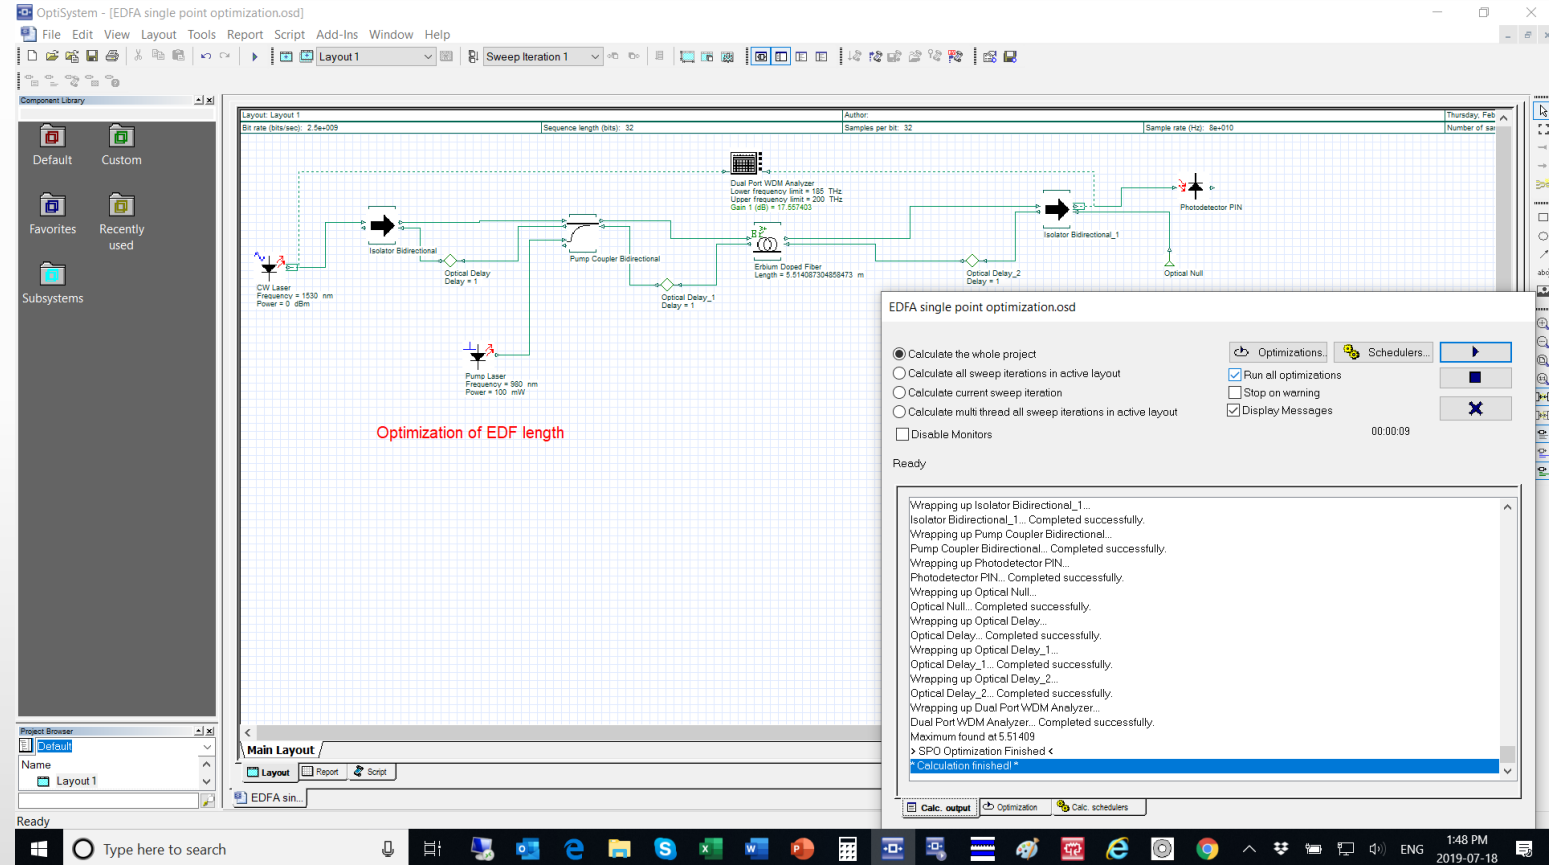 OptiSystem - [EDFA single point optimization.osd]
File Edit View Layout Tools Report Script Add-Ins Window Help
Layout 1
Sweep Iteration 1
Component Library
Default
Custom
Favorites
Recently used
Subsystems
Layout: Layout 1
Author:
Thursday, Feb
Bit rate (bits/sec): 2.5e+009
Sequence length (bits): 32
Samples per bit: 32
Sample rate (Hz): 8e+010
Number of sa
Dual Port WDM Analyzer
Lower frequency limit = 185 THz
Upper frequency limit = 200 THz
Gain 1 (dB) = 17.557403
Photodetector PIN
Isolator Bidirectional
Isolator Bidirectional_1
Pump Coupler Bidirectional
Erbium Doped Fiber
Length = 5.514087304858473 m
Optical Delay
Delay = 1
Optical Delay_1
Delay = 1
Optical Delay_2
Delay = 1
Optical Null
CW Laser
Frequency = 1530 nm
Power = 0 dBm
Pump Laser
Frequency = 980 nm
Power = 100 mW
Optimization of EDF length
EDFA single point optimization.osd
Calculate the whole project
Calculate all sweep iterations in active layout
Calculate current sweep iteration
Calculate multi thread all sweep iterations in active layout
Disable Monitors
Optimizations..
Schedulers...
Run all optimizations
Stop on warning
Display Messages
00:00:09
Ready
Wrapping up Isolator Bidirectional_1...
Isolator Bidirectional_1... Completed successfully.
Wrapping up Pump Coupler Bidirectional...
Pump Coupler Bidirectional... Completed successfully.
Wrapping up Photodetector PIN...
Photodetector PIN... Completed successfully.
Wrapping up Optical Null...
Optical Null... Completed successfully.
Wrapping up Optical Delay...
Optical Delay... Completed successfully.
Wrapping up Optical Delay_1...
Optical Delay_1... Completed successfully.
Wrapping up Optical Delay_2...
Optical Delay_2... Completed successfully.
Wrapping up Dual Port WDM Analyzer...
Dual Port WDM Analyzer... Completed successfully.
Maximum found at 5.51409
> SPO Optimization Finished <
* Calculation finished! *
Calc. output
Optimization
Calc. schedulers
Project Browser
Default
Name
Layout 1
Main Layout
Layout
Report
Script
EDFA sin...
Ready
Type here to search
ENG
1:48 PM
2019-07-18